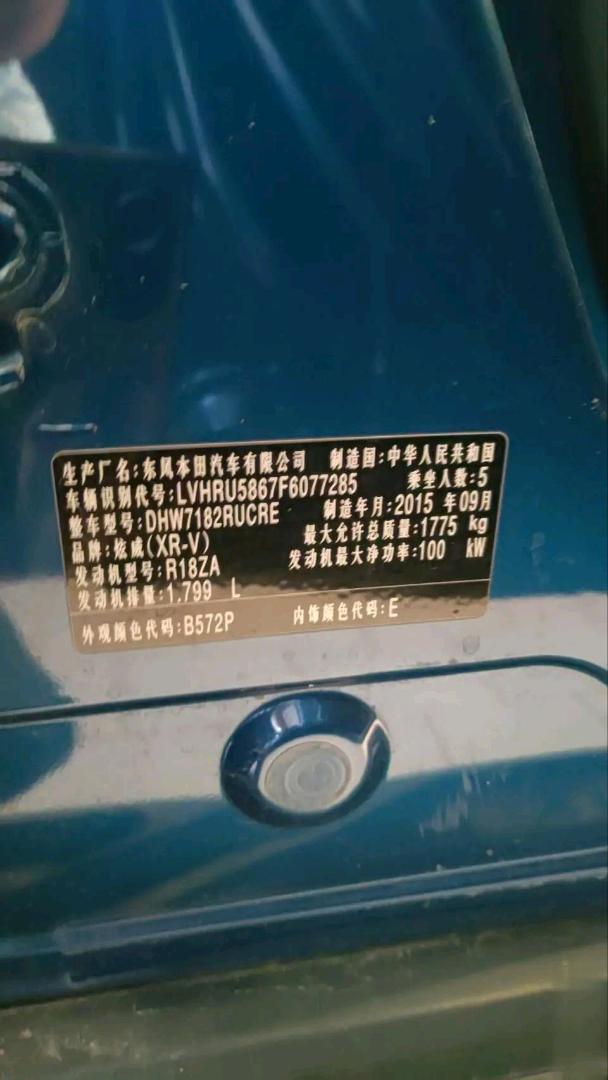 生产厂名:东风本田汽车有限公司 制造国:中华人民共和国
车辆识别代号:LVHRU5867F6077285 乘坐人数:5
整车型号:DHW7182RUCRE 制造年月:2015 年09月
品牌:炫威(XR-V) 最大允许总质量:1775 kg
发动机型号:R18ZA 发动机最大净功率:100 kW
发动机排量:1.799 L
外观颜色代码:B572P 内饰颜色代码:E